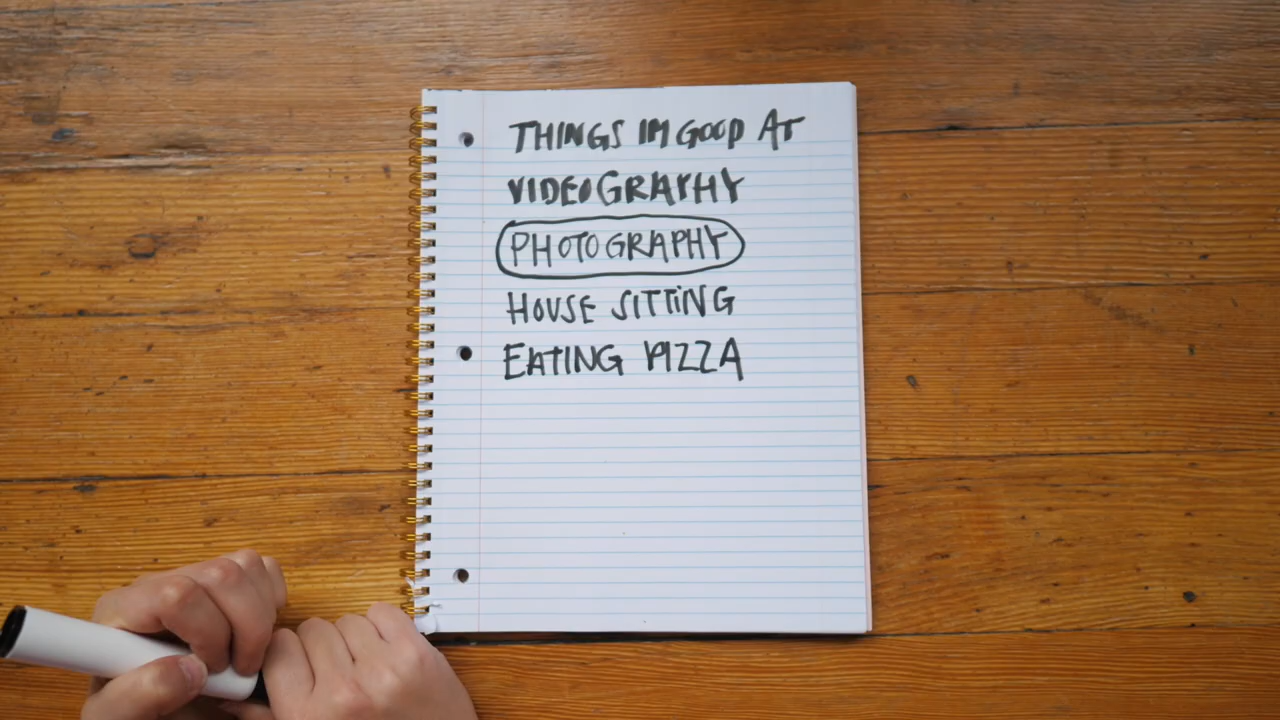 THINGS IM GOOD AT
VIDEOGRAPHY
PHOTOGRAPHY
HOUSE SITTING
EATING PIZZA